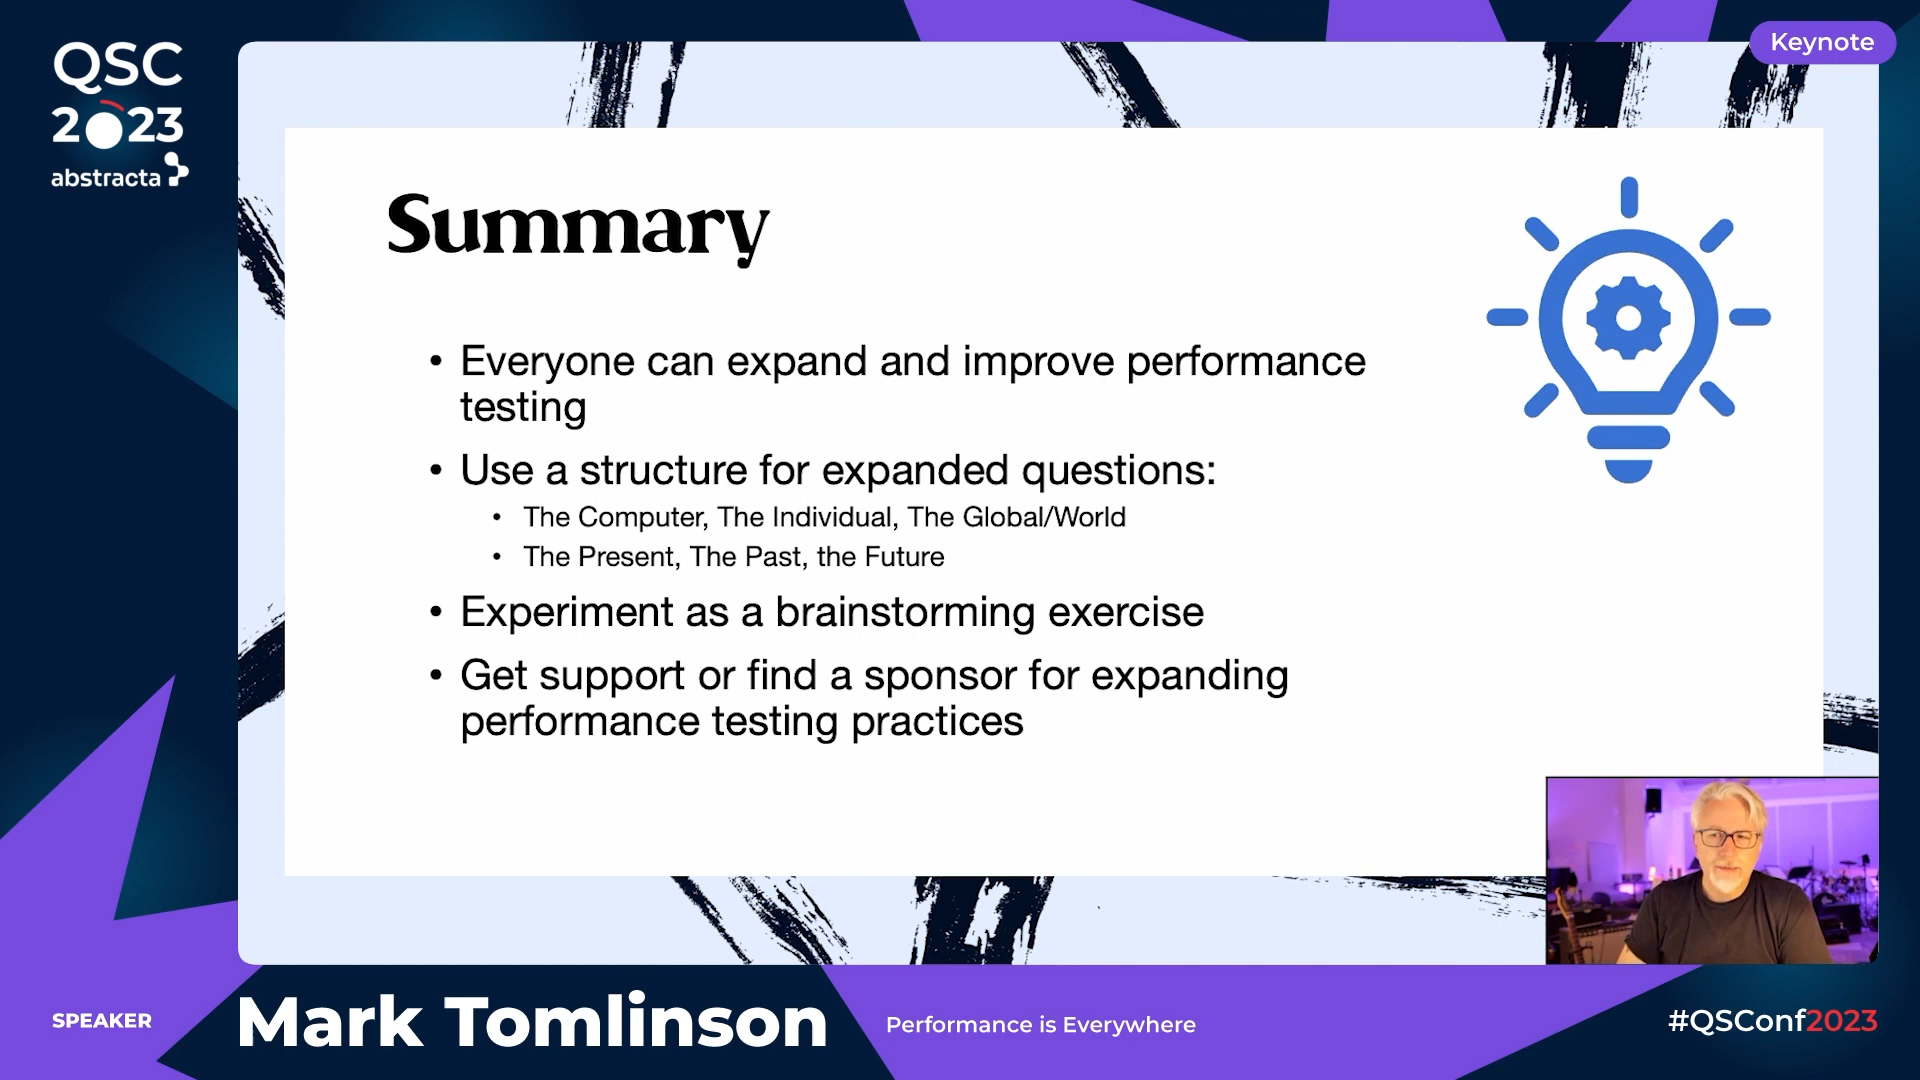 QSC
2023
abstracta
Keynote
Summary
• Everyone can expand and improve performance
testing
• Use a structure for expanded questions:
• The Computer, The Individual, The Global/World
• The Present, The Past, the Future
• Experiment as a brainstorming exercise
• Get support or find a sponsor for expanding
performance testing practices
SPEAKER
Mark Tomlinson
Performance is Everywhere
#QSConf2023